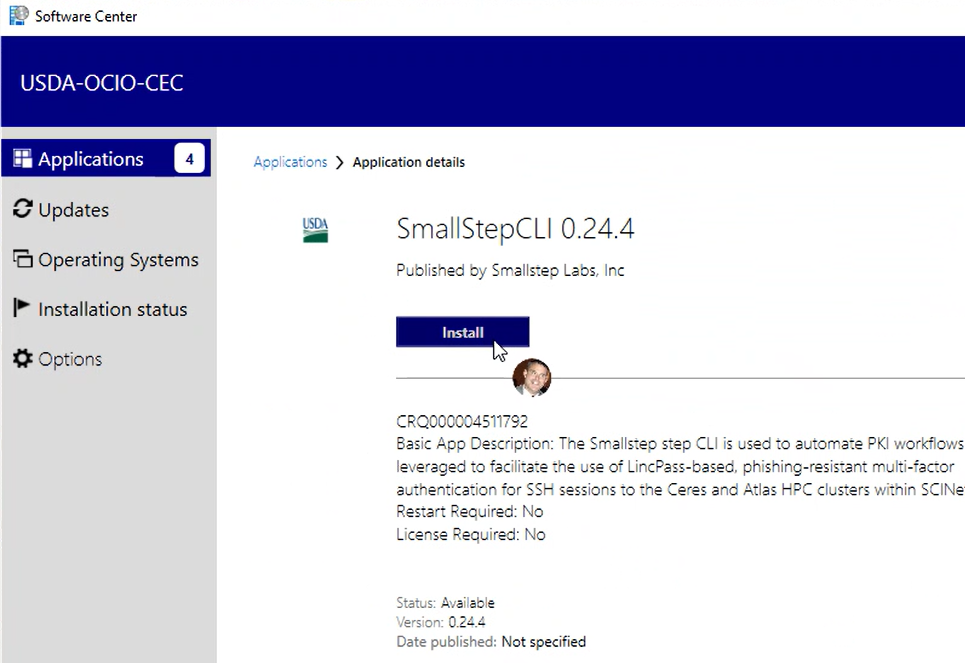 Software Center
USDA-OCIO-CEC
Applications 4
Updates
Operating Systems
Installation status
Options
Applications > Application details
USDA
SmallStepCLI 0.24.4
Published by Smallstep Labs, Inc
Install
CRQ000004511792
Basic App Description: The Smallstep step CLI is used to automate PKI workflows
leveraged to facilitate the use of LincPass-based, phishing-resistant multi-factor
authentication for SSH sessions to the Ceres and Atlas HPC clusters within SCINe
Restart Required: No
License Required: No
Status: Available
Version: 0.24.4
Date published: Not specified